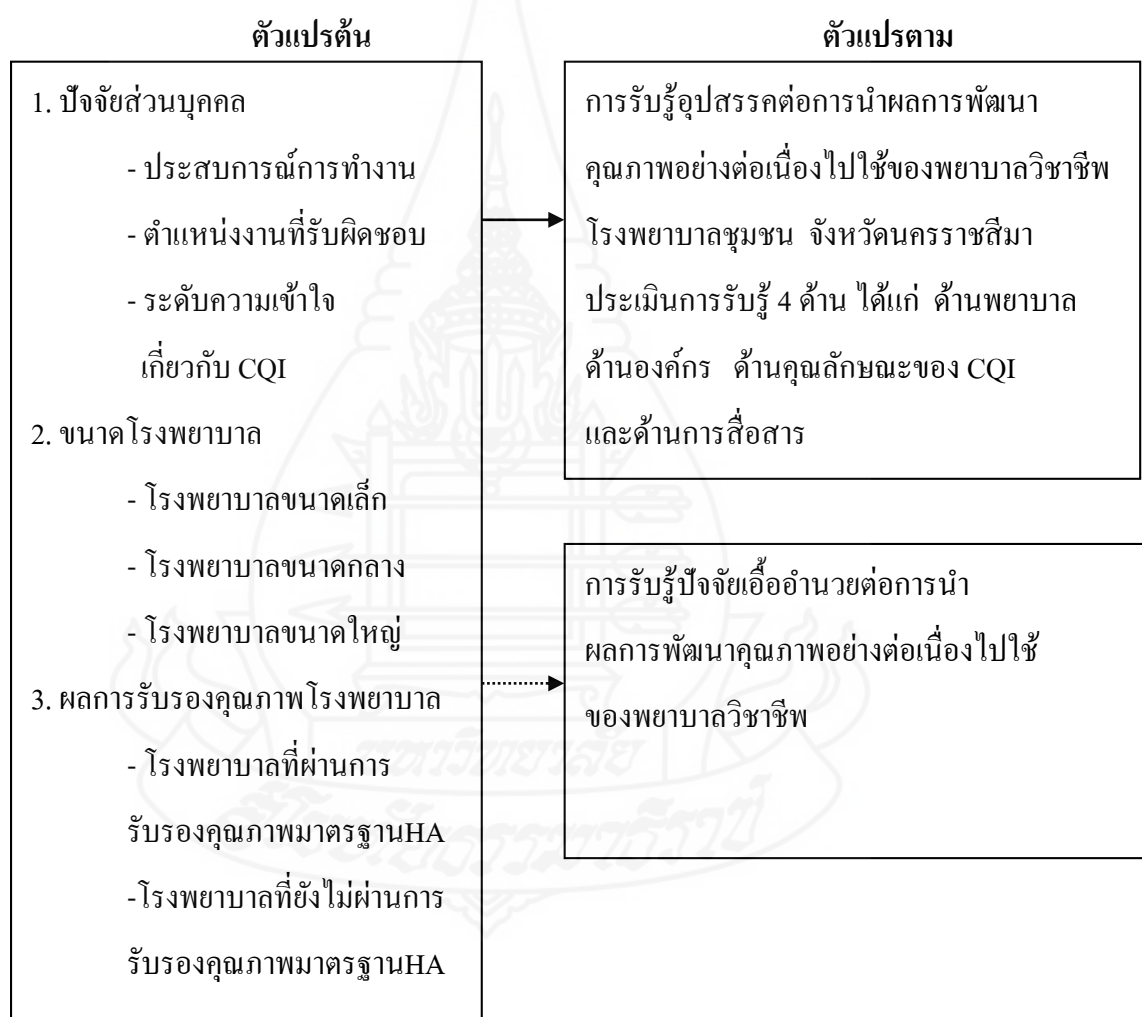 ตัวแปรต้น
1. ปัจจัยส่วนบุคคล
- ประสบการณ์การทำงาน
- ตำแหน่งงานที่รับผิดชอบ
- ระดับความเข้าใจ
เกี่ยวกับ CQI
2. ขนาดโรงพยาบาล
- โรงพยาบาลขนาดเล็ก
- โรงพยาบาลขนาดกลาง
- โรงพยาบาลขนาดใหญ่
3. ผลการรับรองคุณภาพโรงพยาบาล
- โรงพยาบาลที่ผ่านการ
รับรองคุณภาพมาตรฐานHA
-โรงพยาบาลที่ยังไม่ผ่านการ
รับรองคุณภาพมาตรฐานHA
ตัวแปรตาม
การรับรู้อุปสรรคต่อการนำผลการพัฒนา
คุณภาพอย่างต่อเนื่องไปใช้ของพยาบาลวิชาชีพ
โรงพยาบาลชุมชน จังหวัดนครราชสีมา
ประเมินการรับรู้ 4 ด้าน ได้แก่ ด้านพยาบาล
ด้านองค์กร ด้านคุณลักษณะของ CQI
และด้านการสื่อสาร
การรับรู้ปัจจัยเอื้ออำนวยต่อการนำ
ผลการพัฒนาคุณภาพอย่างต่อเนื่องไปใช้
ของพยาบาลวิชาชีพ
มหาวิทยาลัย
สุโขทัยธรรมาธิราช